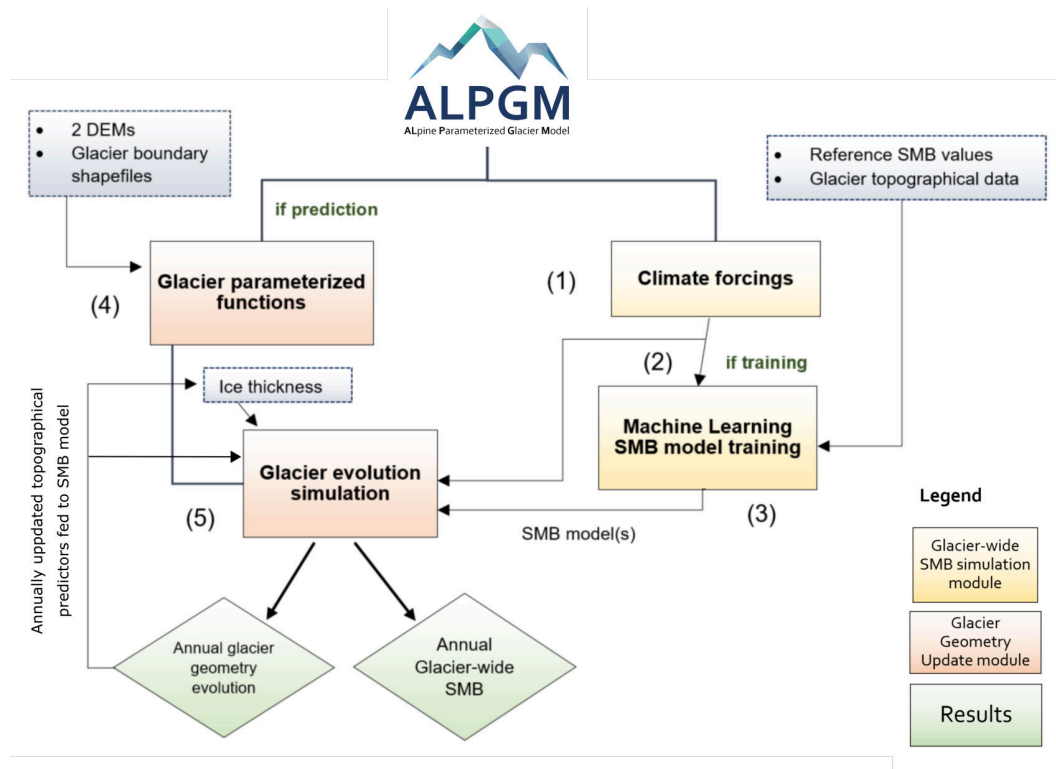 ALPGM
ALpine Parameterized Glacier Model
• 2 DEMs
• Glacier boundary
shapefiles
• Reference SMB values
• Glacier topographical data
if prediction
Glacier parameterized
functions
(4)
(1)
Climate forcings
(2)
if training
Ice thickness
Machine Learning
SMB model training
(3)
Glacier evolution
simulation
(5)
SMB model(s)
Annually uppdated topographical
predictors fed to SMB model
Annual glacier
geometry
evolution
Annual
Glacier-wide
SMB
Legend
Glacier-wide
SMB simulation
module
Glacier
Geometry
Update module
Results